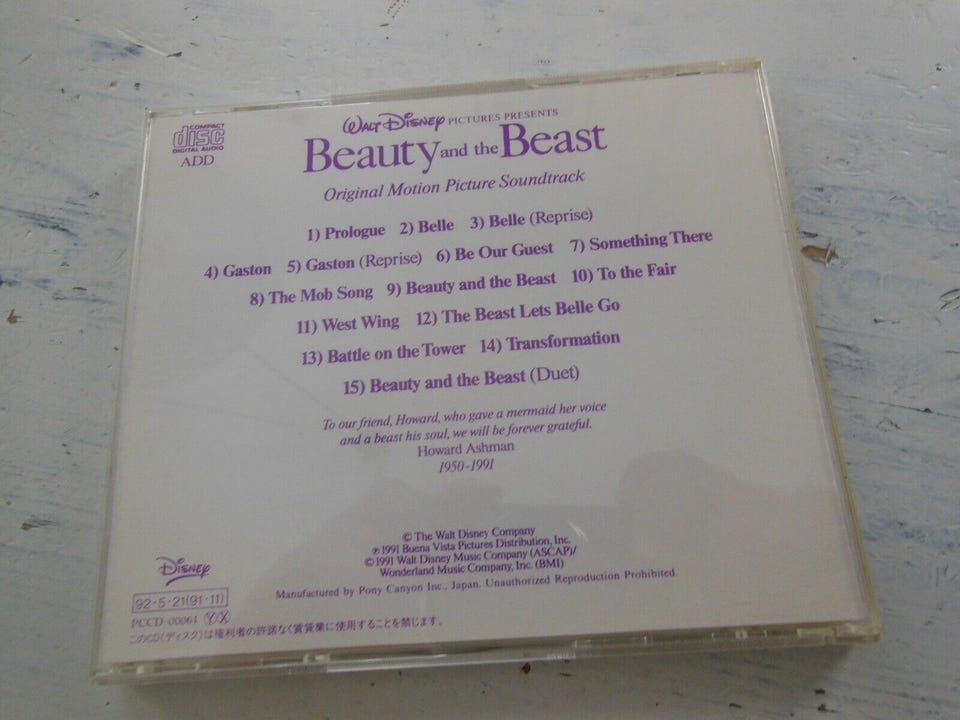 COMPACT
disc
DIGITAL AUDIO
ADD
WALT DISNEY PICTURES PRESENTS
Beauty and the Beast
Original Motion Picture Soundtrack
1) Prologue 2) Belle 3) Belle (Reprise)
4) Gaston 5) Gaston (Reprise) 6) Be Our Guest 7) Something There
8) The Mob Song 9) Beauty and the Beast 10) To the Fair
11) West Wing 12) The Beast Lets Belle Go
13) Battle on the Tower 14) Transformation
15) Beauty and the Beast (Duet)
To our friend, Howard, who gave a mermaid her voice
and a beast his soul, we will be forever grateful.
Howard Ashman
1950-1991
© The Walt Disney Company
℗1991 Buena Vista Pictures Distribution, Inc.
©1991 Walt Disney Music Company (ASCAP)/
Wonderland Music Company, Inc. (BMI)
Manufactured by Pony Canyon Inc., Japan. Unauthorized Reproduction Prohibited.
DISNEY
92・5・21(91・11)
PCCD-00061 ⓎⓍ
このCD(ディスク)は権利者の許諾なく賃貸業に使用することを禁じます。